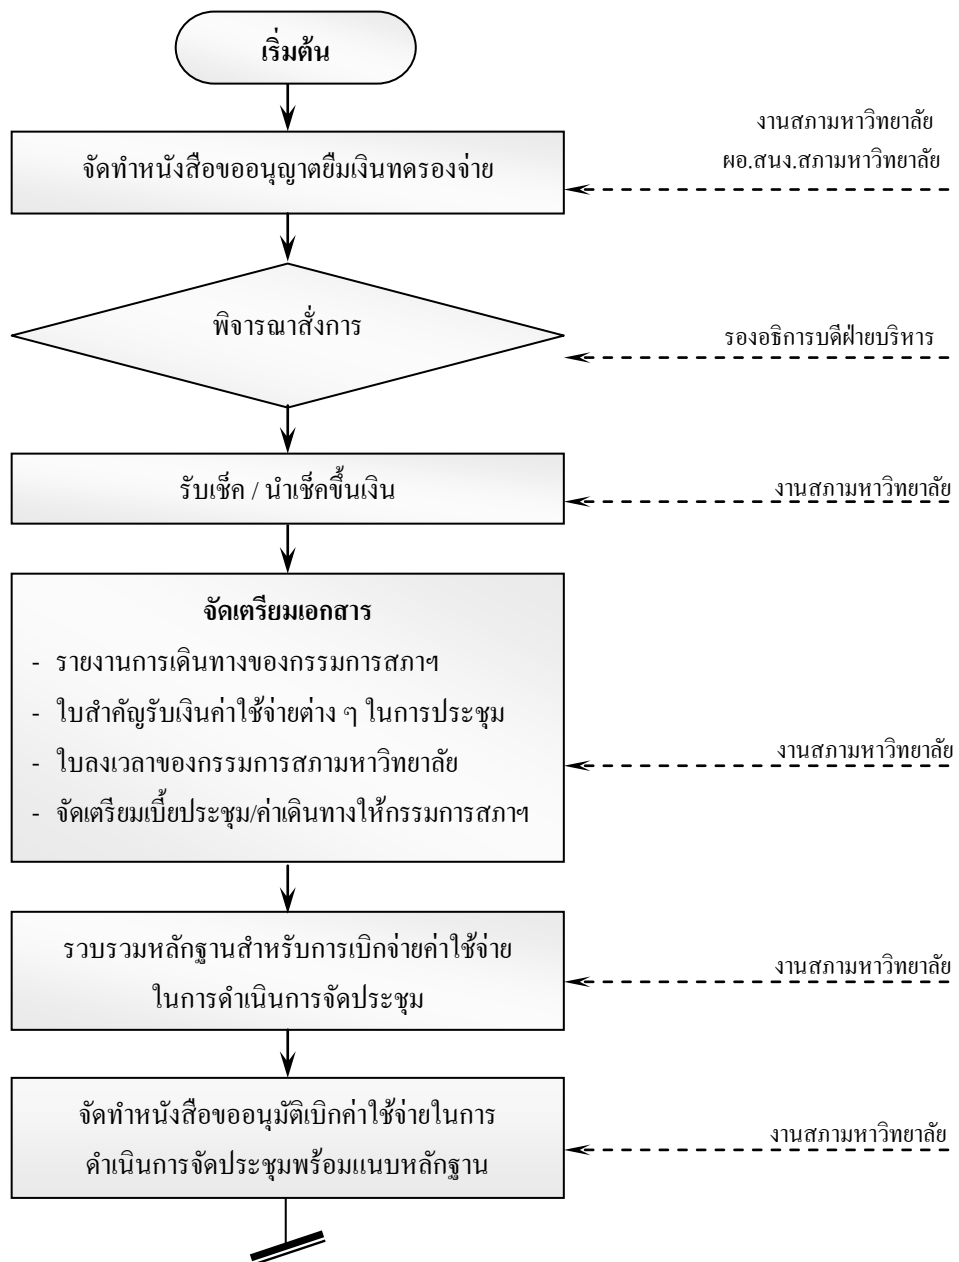 เริ่มต้น
งานสภามหาวิทยาลัย
ผอ.สนง.สภามหาวิทยาลัย
จัดทำหนังสือขออนุญาตยืมเงินทดรองจ่าย
พิจารณาสั่งการ
รองอธิการบดีฝ่ายบริหาร
รับเช็ค / นำเช็คขึ้นเงิน
งานสภามหาวิทยาลัย
จัดเตรียมเอกสาร
- รายงานการเดินทางของกรรมการสภาฯ
- ใบสำคัญรับเงินค่าใช้จ่ายต่าง ๆ ในการประชุม
- ใบลงเวลาของกรรมการสภามหาวิทยาลัย
- จัดเตรียมเบี้ยประชุม/ค่าเดินทางให้กรรมการสภาฯ
งานสภามหาวิทยาลัย
รวบรวมหลักฐานสำหรับการเบิกจ่ายค่าใช้จ่าย
ในการดำเนินการจัดประชุม
งานสภามหาวิทยาลัย
จัดทำหนังสือขออนุมัติเบิกค่าใช้จ่ายในการ
ดำเนินการจัดประชุมพร้อมแนบหลักฐาน
งานสภามหาวิทยาลัย